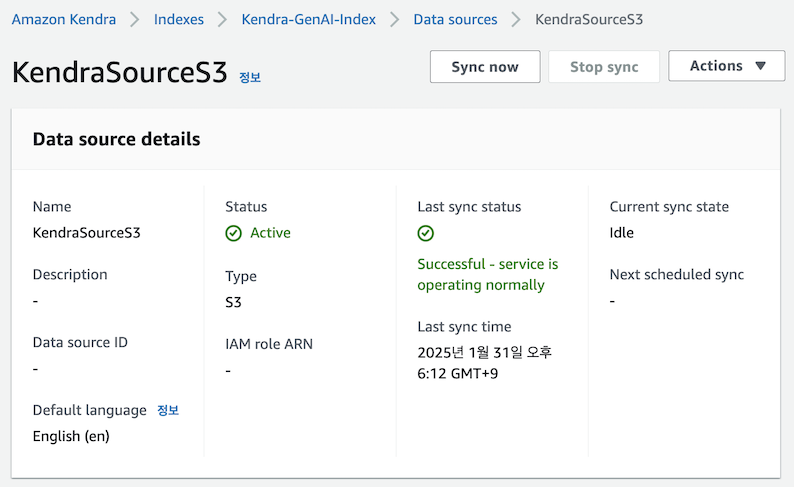 Amazon Kendra > Indexes > Kendra-GenAI-Index > Data sources > KendraSourceS3
KendraSourceS3 정보
Sync now
Stop sync
Actions ▼
Data source details
Name
KendraSourceS3
Description
-
Data source ID
-
Default language 정보
English (en)
Status
Active
Type
S3
IAM role ARN
-
Last sync status
Successful - service is
operating normally
Last sync time
2025년 1월 31일 오후
6:12 GMT+9
Current sync state
Idle
Next scheduled sync
-